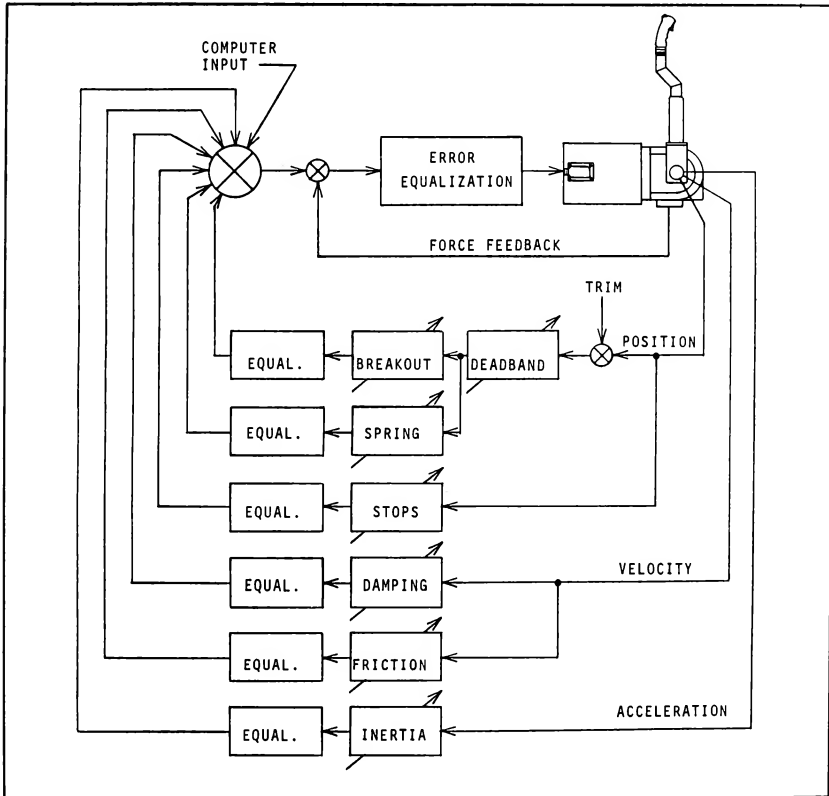 COMPUTER
INPUT
ERROR
EQUALIZATION
FORCE FEEDBACK
TRIM
POSITION
EQUAL.
BREAKOUT
DEADBAND
EQUAL.
SPRING
EQUAL.
STOPS
VELOCITY
EQUAL.
DAMPING
EQUAL.
FRICTION
ACCELERATION
EQUAL.
INERTIA